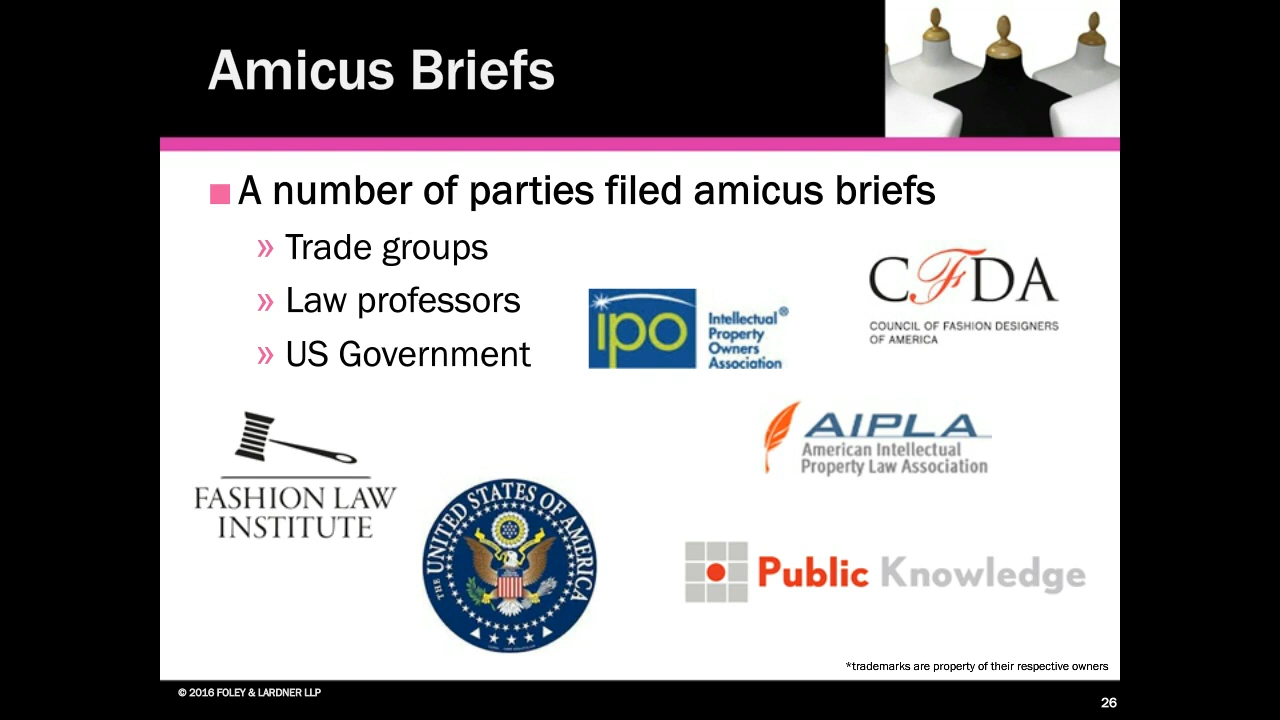 Amicus Briefs
■ A number of parties filed amicus briefs
» Trade groups
» Law professors
» US Government
CFDA
COUNCIL OF FASHION DESIGNERS
OF AMERICA
ipo
Intellectual®
Property
Owners
Association
AIPLA
American Intellectual
Property Law Association
FASHION LAW
INSTITUTE
THE UNITED STATES OF AMERICA
Public Knowledge
*trademarks are property of their respective owners
© 2016 FOLEY & LARDNER LLP
26